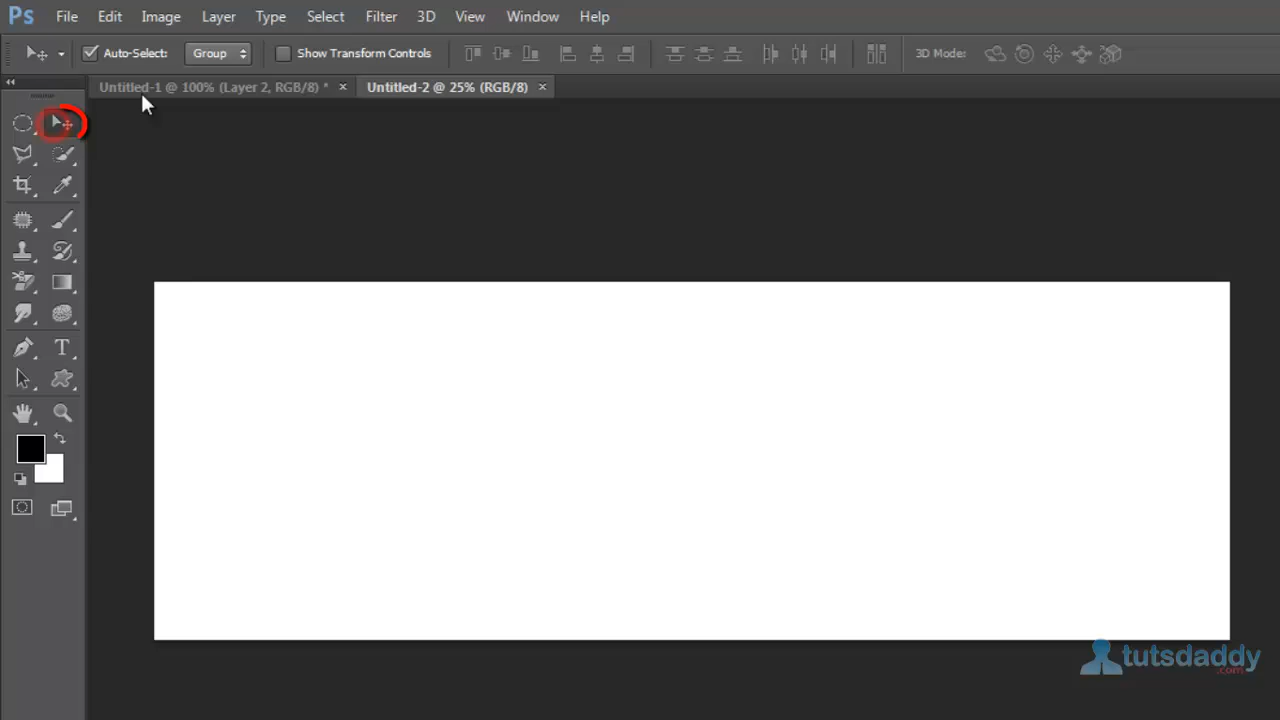 Ps File Edit Image Layer Type Select Filter 3D View Window Help
Auto-Select: Group Show Transform Controls 3D Mode:
Untitled-1 @ 100% (Layer 2, RGB/8) * × Untitled-2 @ 25% (RGB/8) ×
T
tutsdaddy
.com